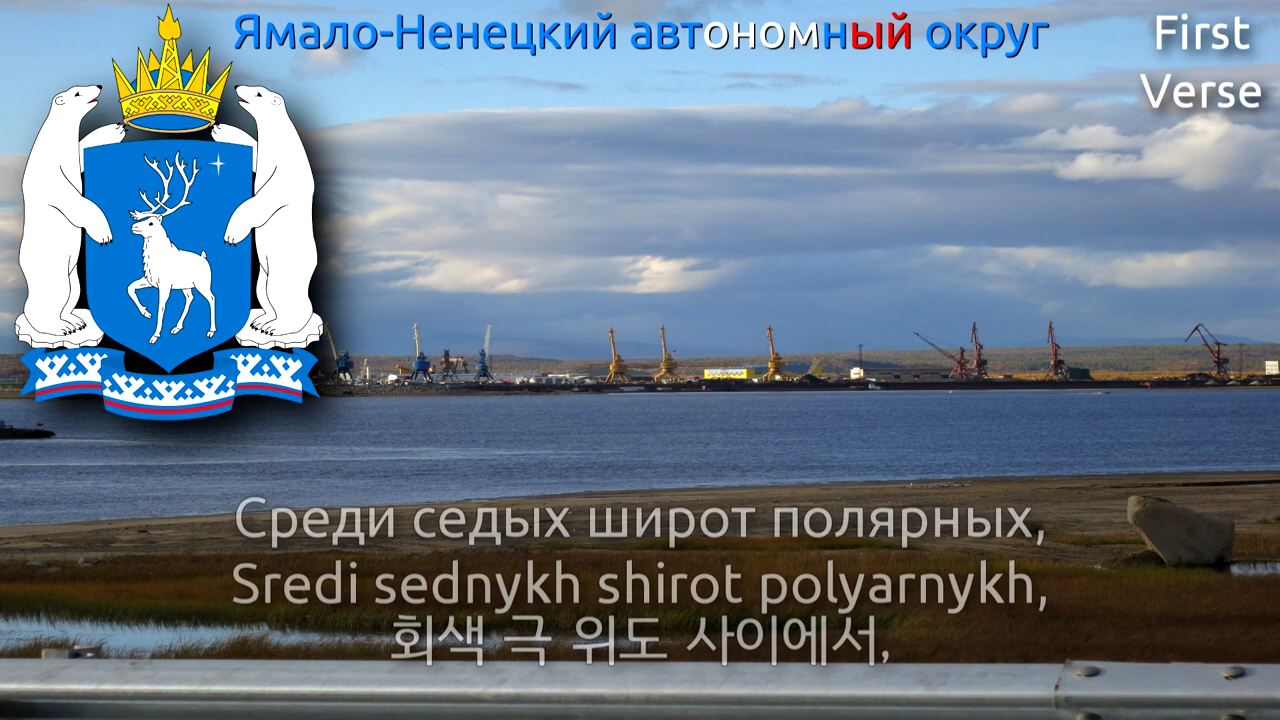 Ямало-Ненецкий автономный округ
First
Verse
Среди седых широт полярных,
Sredi sednykh shirot polyarnykh,
회색 극 위도 사이에서,